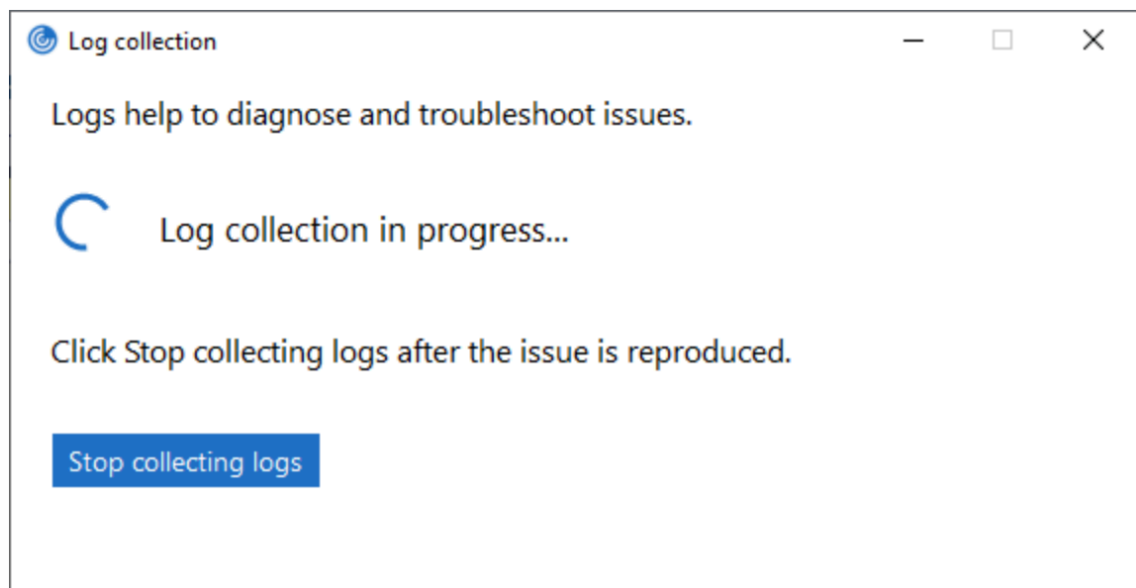 Log collection
Logs help to diagnose and troubleshoot issues.
Log collection in progress...
Click Stop collecting logs after the issue is reproduced.
Stop collecting logs